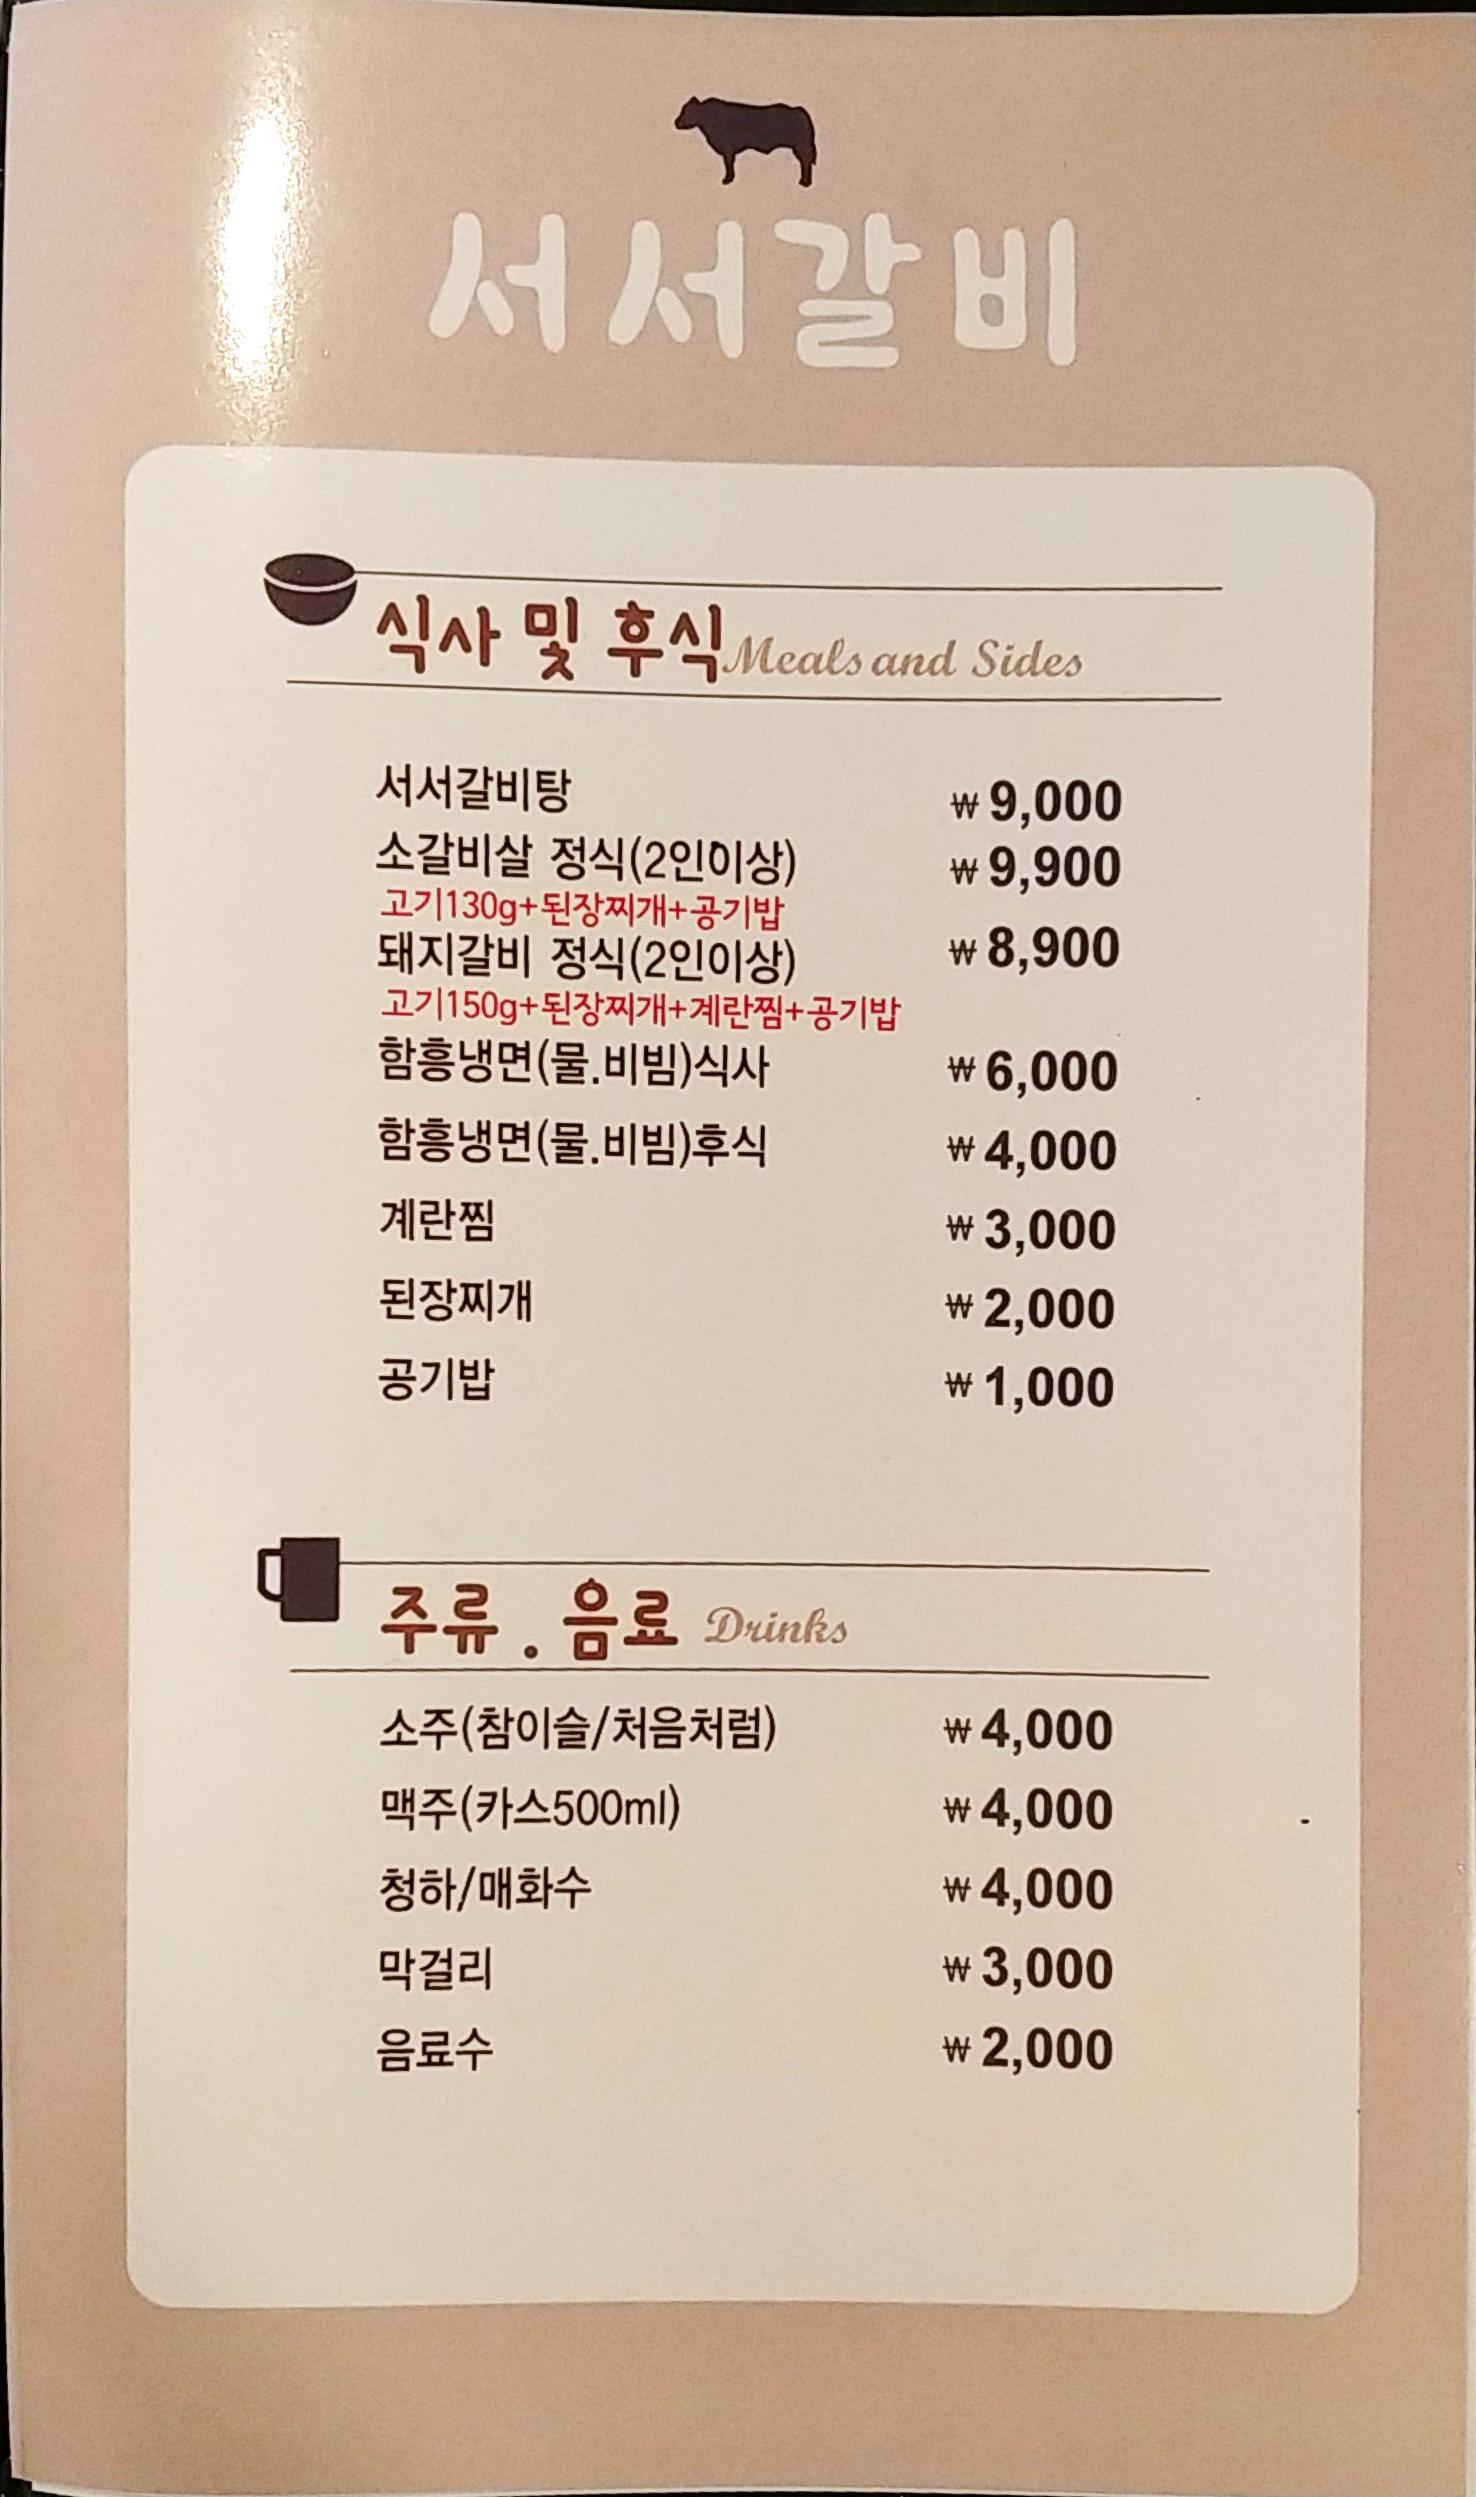 서서갈비
식사 및 후식 Meals and Sides
서서갈비탕 ₩9,000
소갈비살 정식(2인이상) ₩9,900
고기130g+된장찌개+공기밥
돼지갈비 정식(2인이상) ₩8,900
고기150g+된장찌개+계란찜+공기밥
함흥냉면(물.비빔)식사 ₩6,000
함흥냉면(물.비빔)후식 ₩4,000
계란찜 ₩3,000
된장찌개 ₩2,000
공기밥 ₩1,000
주류 . 음료 Drinks
소주(참이슬/처음처럼) ₩4,000
맥주(카스500ml) ₩4,000
청하/매화수 ₩4,000
막걸리 ₩3,000
음료수 ₩2,000